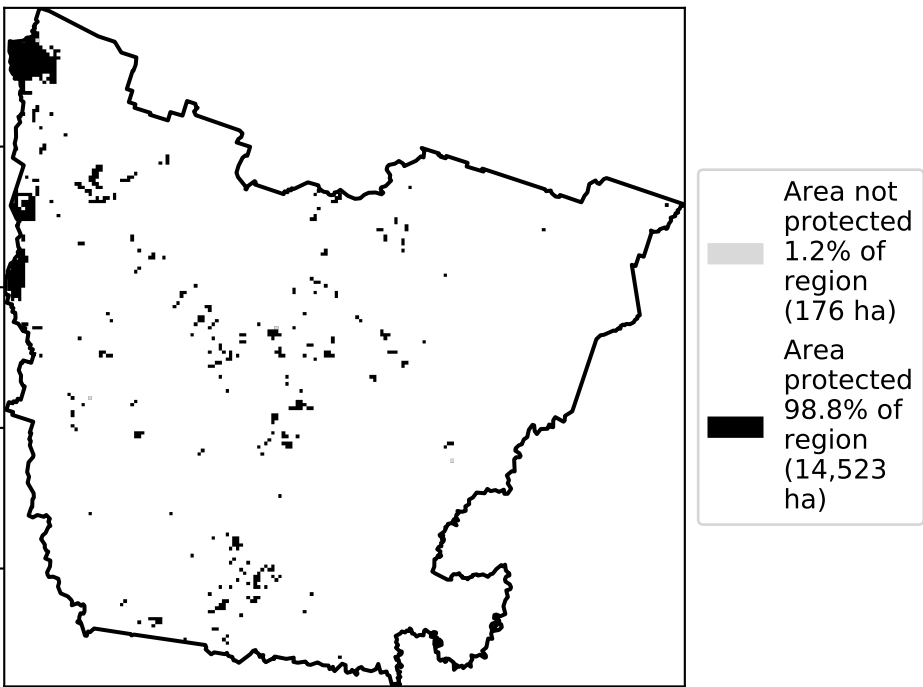 Area not
protected
1.2% of
region
(176 ha)
Area
protected
98.8% of
region
(14,523
ha)